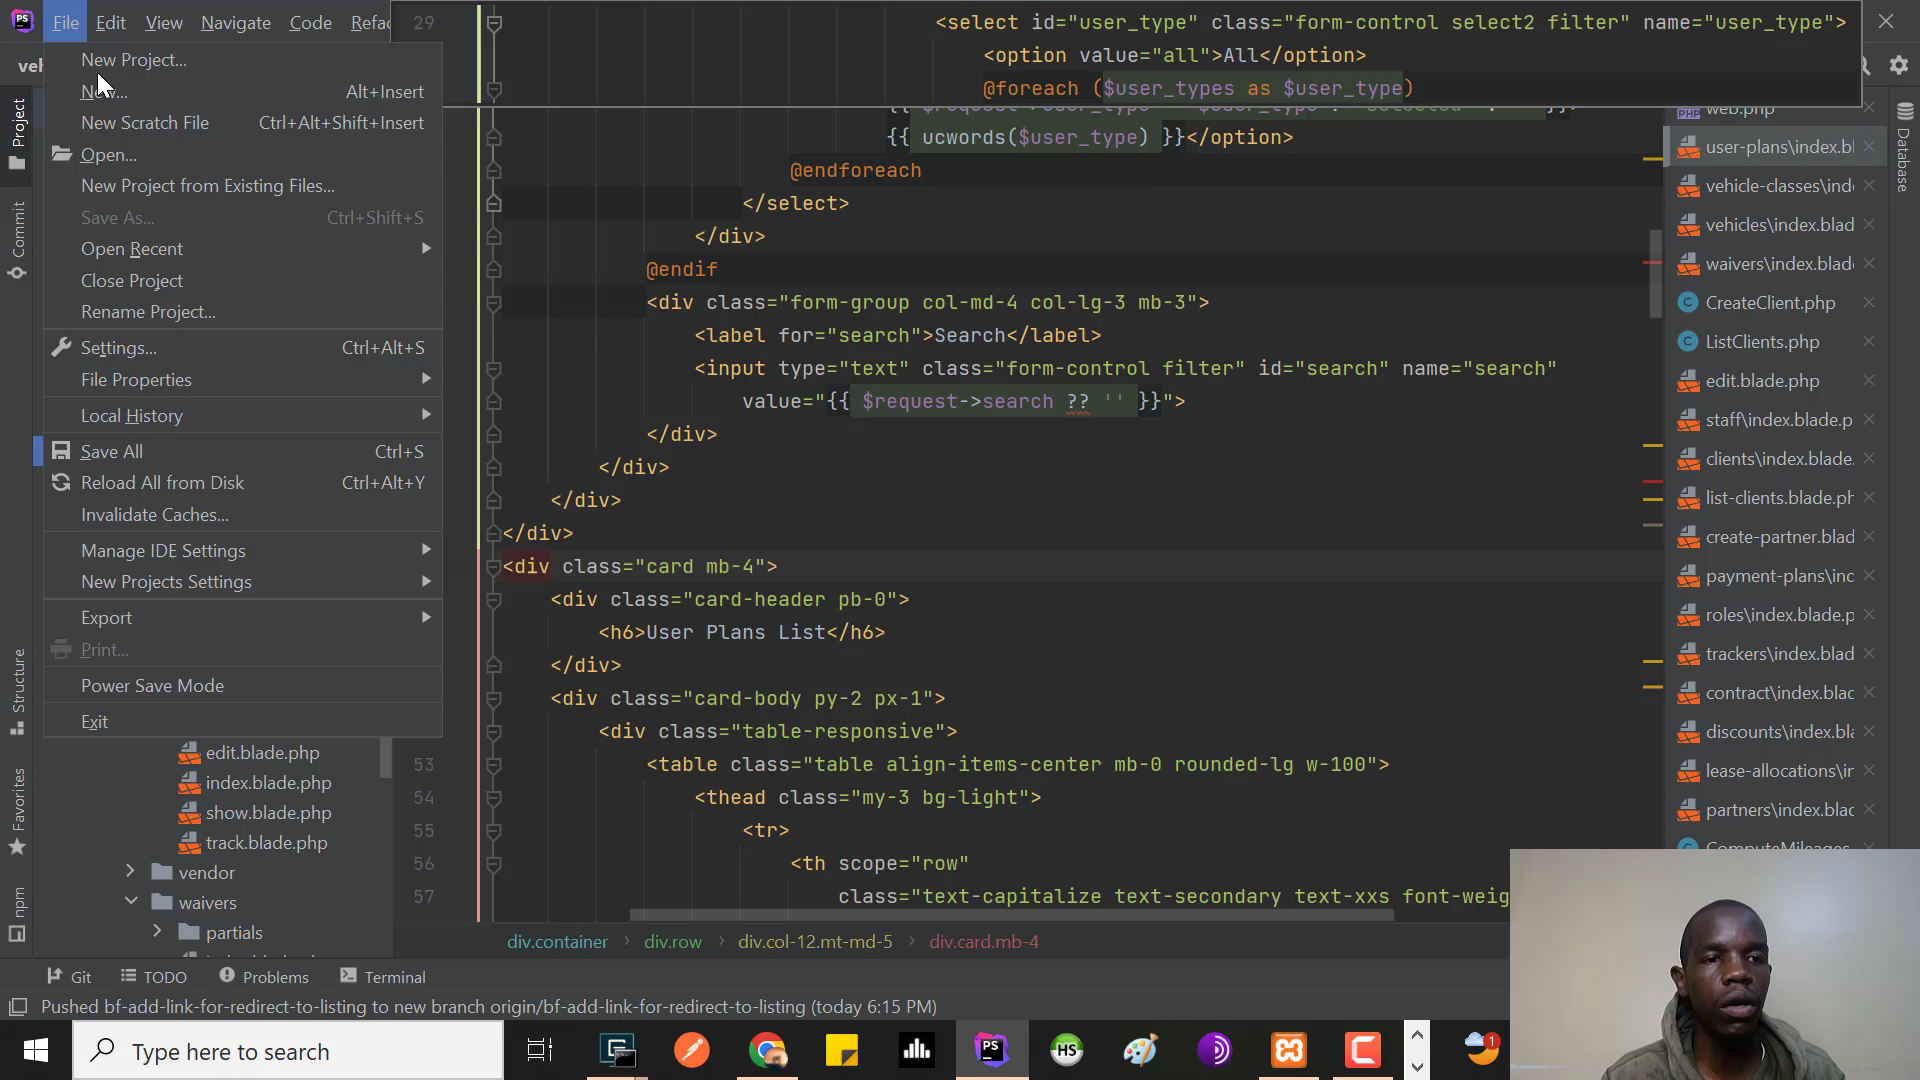 PS File Edit View Navigate Code Refac
New Project...
New... Alt+Insert
New Scratch File Ctrl+Alt+Shift+Insert
Open...
New Project from Existing Files...
Save As... Ctrl+Shift+S
Open Recent
Close Project
Rename Project...
Settings... Ctrl+Alt+S
File Properties
Local History
Save All Ctrl+S
Reload All from Disk Ctrl+Alt+Y
Invalidate Caches...
Manage IDE Settings
New Projects Settings
Export
Print...
Power Save Mode
Exit
Project
Commit
Structure
Favorites
npm
edit.blade.php
index.blade.php
show.blade.php
track.blade.php
vendor
waivers
partials
29 <select id="user_type" class="form-control select2 filter" name="user_type">
<option value="all">All</option>
@foreach ($user_types as $user_type)
{{ ucwords($user_type) }}</option>
@endforeach
</select>
</div>
@endif
<div class="form-group col-md-4 col-lg-3 mb-3">
<label for="search">Search</label>
<input type="text" class="form-control filter" id="search" name="search"
value="{{ $request->search ?? '' }}">
</div>
</div>
</div>
</div>
<div class="card mb-4">
<div class="card-header pb-0">
<h6>User Plans List</h6>
</div>
<div class="card-body py-2 px-1">
<div class="table-responsive">
53 <table class="table align-items-center mb-0 rounded-lg w-100">
54 <thead class="my-3 bg-light">
55 <tr>
56 <th scope="row"
57 class="text-capitalize text-secondary text-xxs font-weig
div.container › div.row › div.col-12.mt-md-5 › div.card.mb-4
web.php
user-plans\index.bl
vehicle-classes\inde
vehicles\index.blad
waivers\index.blade
CreateClient.php
ListClients.php
edit.blade.php
staff\index.blade.p
clients\index.blade.
list-clients.blade.ph
create-partner.blad
payment-plans\inc
roles\index.blade.p
trackers\index.blad
contract\index.blac
discounts\index.bla
lease-allocations\ir
partners\index.blac
ComputeMileages
Database
Git TODO Problems Terminal
Pushed bf-add-link-for-redirect-to-listing to new branch origin/bf-add-link-for-redirect-to-listing (today 6:15 PM)
Type here to search
PS
HS
1